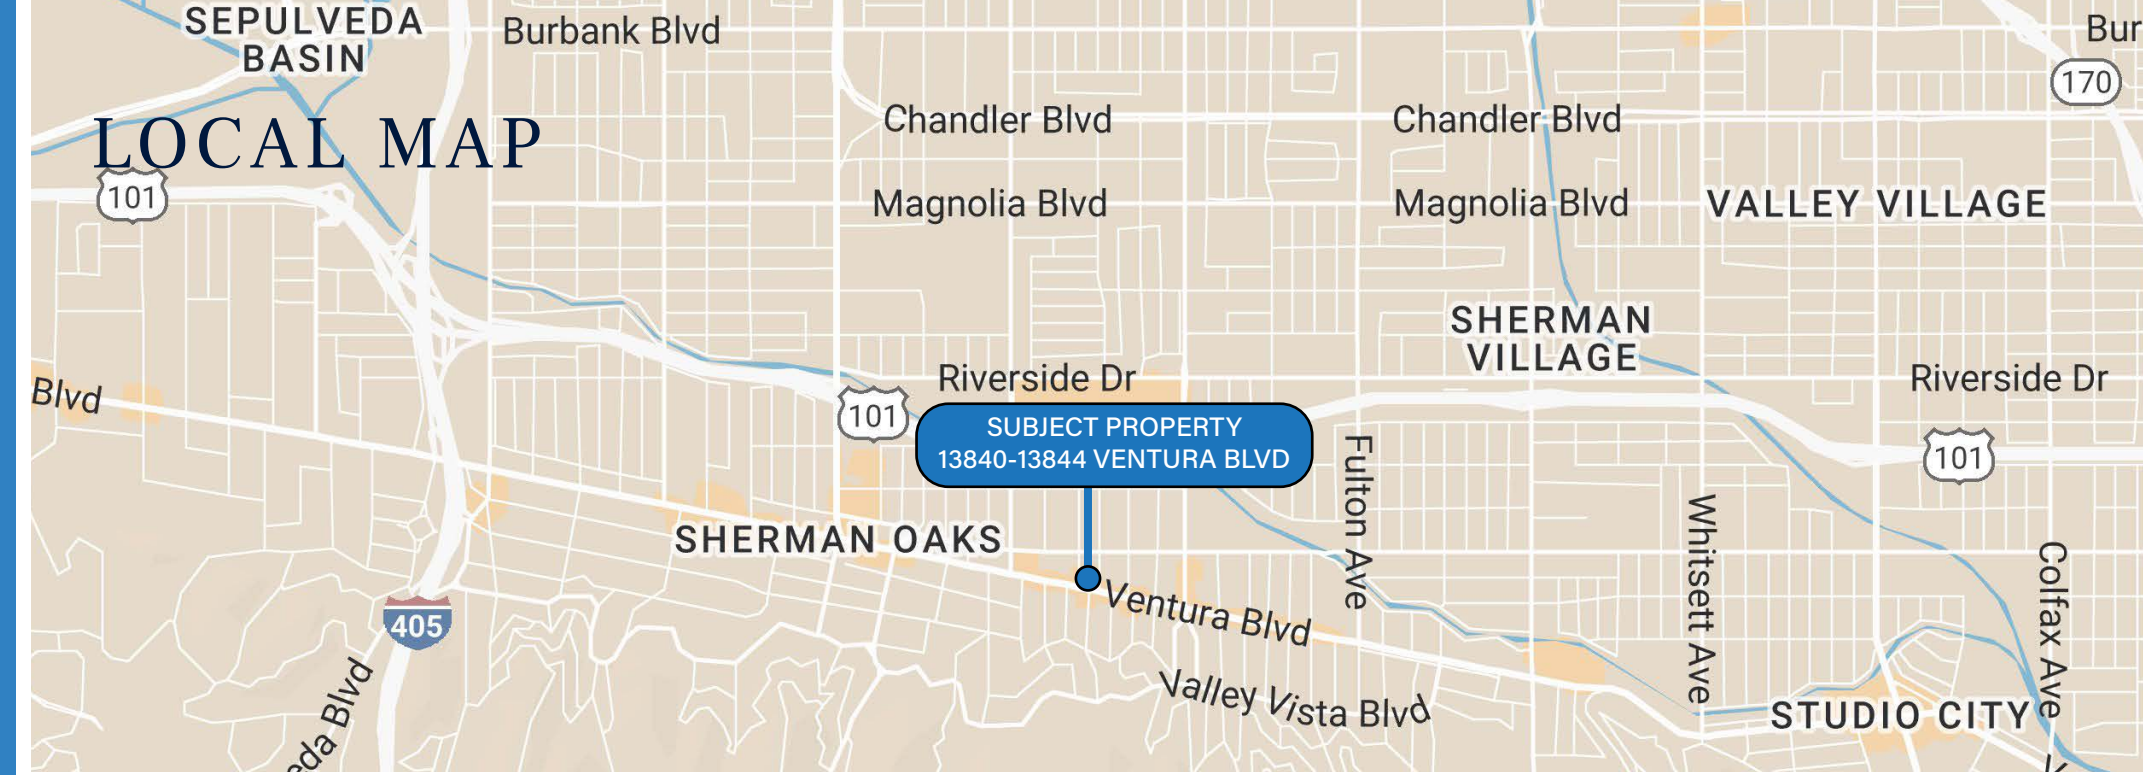 SEPULVEDA
BASIN
Burbank Blvd
Bur
170
LOCAL MAP
Chandler Blvd
Chandler Blvd
101
Magnolia Blvd
Magnolia Blvd
VALLEY VILLAGE
SHERMAN
VILLAGE
Blvd
Riverside Dr
Riverside Dr
101
SUBJECT PROPERTY
13840-13844 VENTURA BLVD
101
Fulton Ave
Whitsett Ave
Colfax Ave
SHERMAN OAKS
Ventura Blvd
405
eda Blvd
Valley Vista Blvd
STUDIO CITY